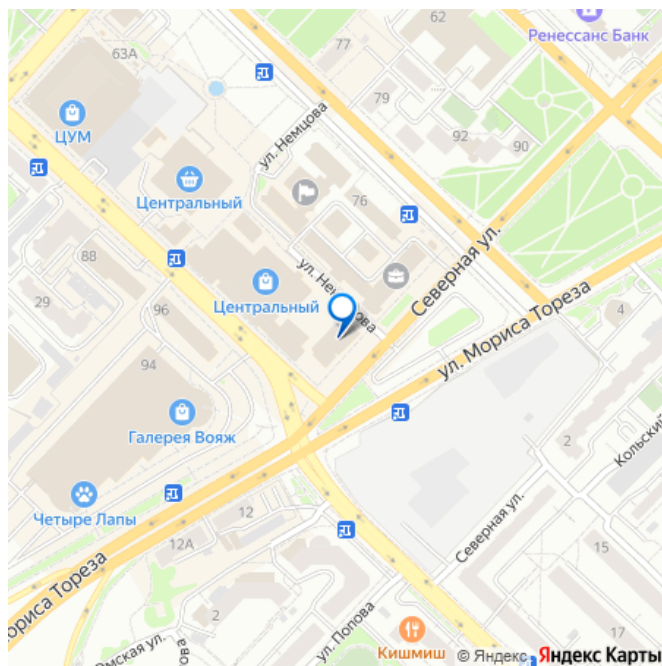 62
Ренессанс Банк
63А
77
79
ул. Немцова
92
90
ЦУМ
Центральный
76
Северная ул.
88
ул. Немцова
Центральный
29
96
4
ул. Мориса Тореза
94
Галерея Вояж
2
Кольский
Четыре Лапы
12
Северная ул.
12А
15
ориса Тореза
2
ул. Попова
17
Омская ул.
ова
Кишмиш
© Яндекс
Яндекс Карты